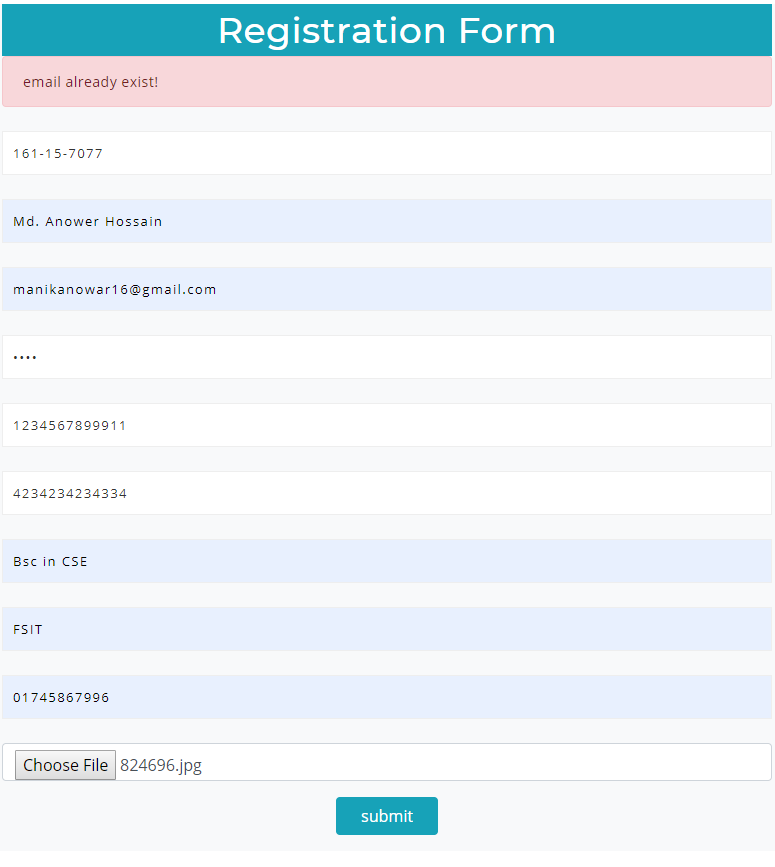 Registration Form
email already exist!
161-15-7077
Md. Anower Hossain
manikanowar16@gmail.com
••••
1234567899911
4234234234334
Bsc in CSE
FSIT
01745867996
Choose File 824696.jpg
submit